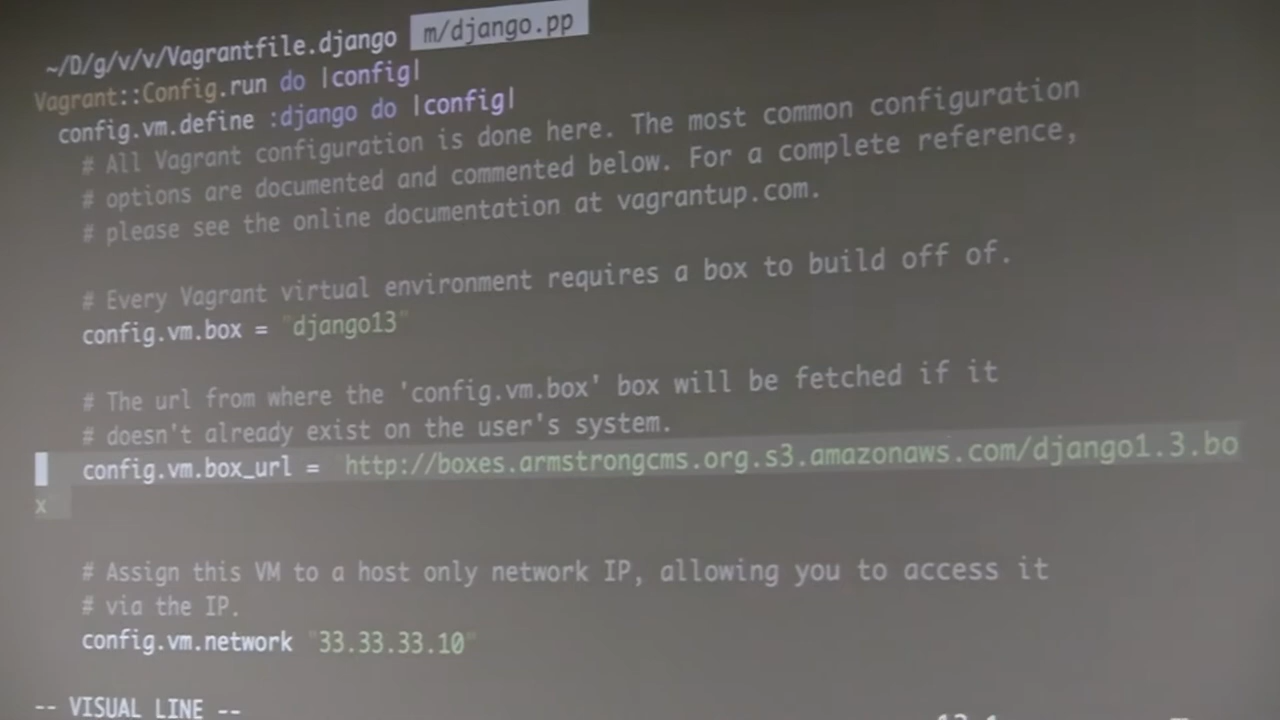 ~/D/g/v/v/Vagrantfile.django m/django.pp
Vagrant::Config.run do |config|
config.vm.define :django do |config|
# All Vagrant configuration is done here. The most common configuration
# options are documented and commented below. For a complete reference,
# please see the online documentation at vagrantup.com.
# Every Vagrant virtual environment requires a box to build off of.
config.vm.box = "django13"
# The url from where the 'config.vm.box' box will be fetched if it
# doesn't already exist on the user's system.
config.vm.box_url = http://boxes.armstrongcms.org.s3.amazonaws.com/django1.3.bo
x
# Assign this VM to a host only network IP, allowing you to access it
# via the IP.
config.vm.network "33.33.33.10"
-- VISUAL LINE --